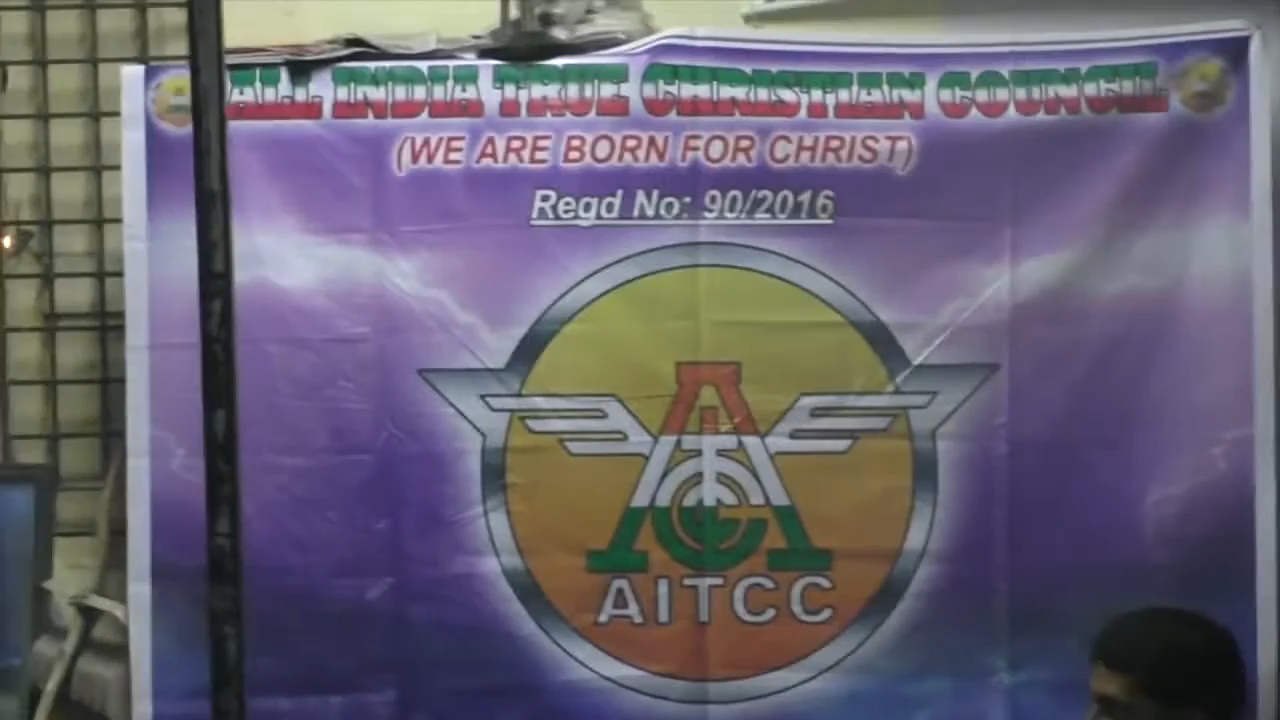 ALL INDIA TRUE CHRISTIAN COUNCIL
(WE ARE BORN FOR CHRIST)
Regd No: 90/2016
AITCC